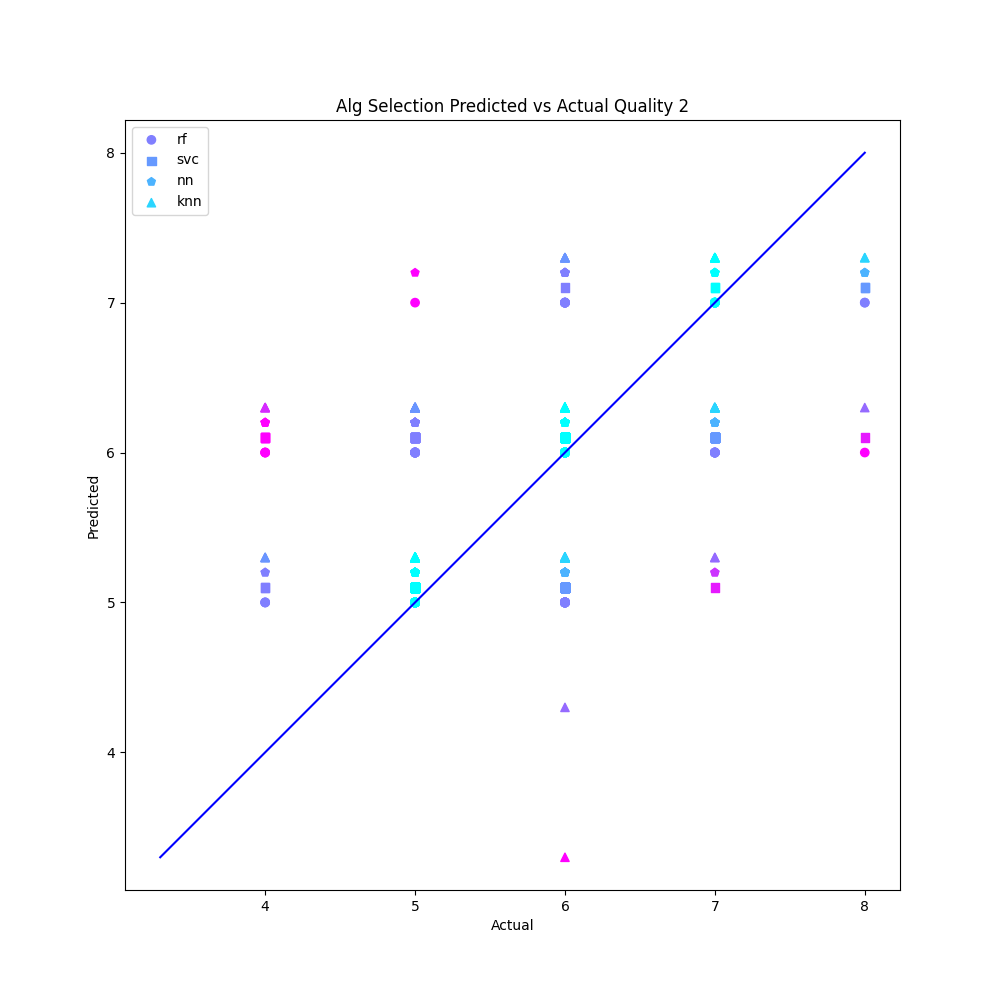 Alg Selection Predicted vs Actual Quality 2
rf
svc
nn
knn
8
7
6
5
4
Predicted
4 5 6 7 8
Actual